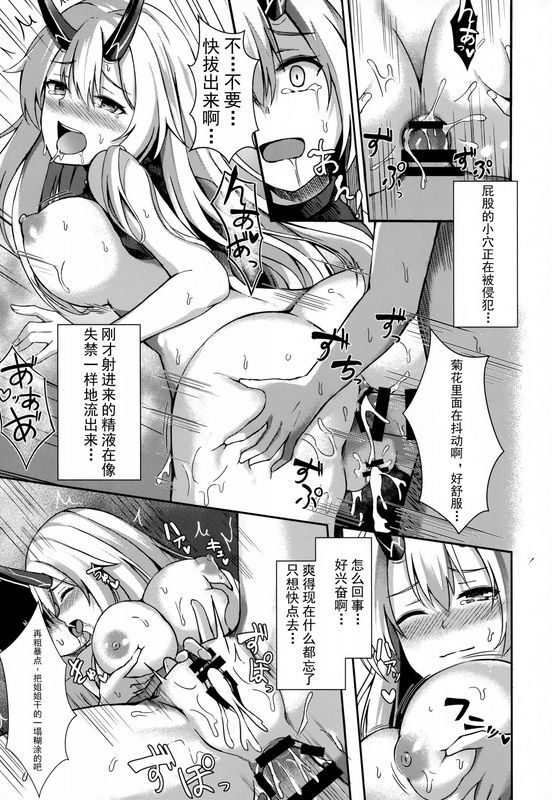 屁股的小穴正在被侵犯…
ずぷっ
ずぷ
不…不要…
快拔出来啊…
んあぁっ
菊花里面在抖动啊，好舒服…
刚才射进来的精液在像
失禁一样地流出来…
ずぷっ
ずぷ
怎么回事…
好兴奋啊…
爽得现在什么都忘了
只想快点去…
再粗暴点，把姐姐干的一塌糊涂的吧
ずぽっ